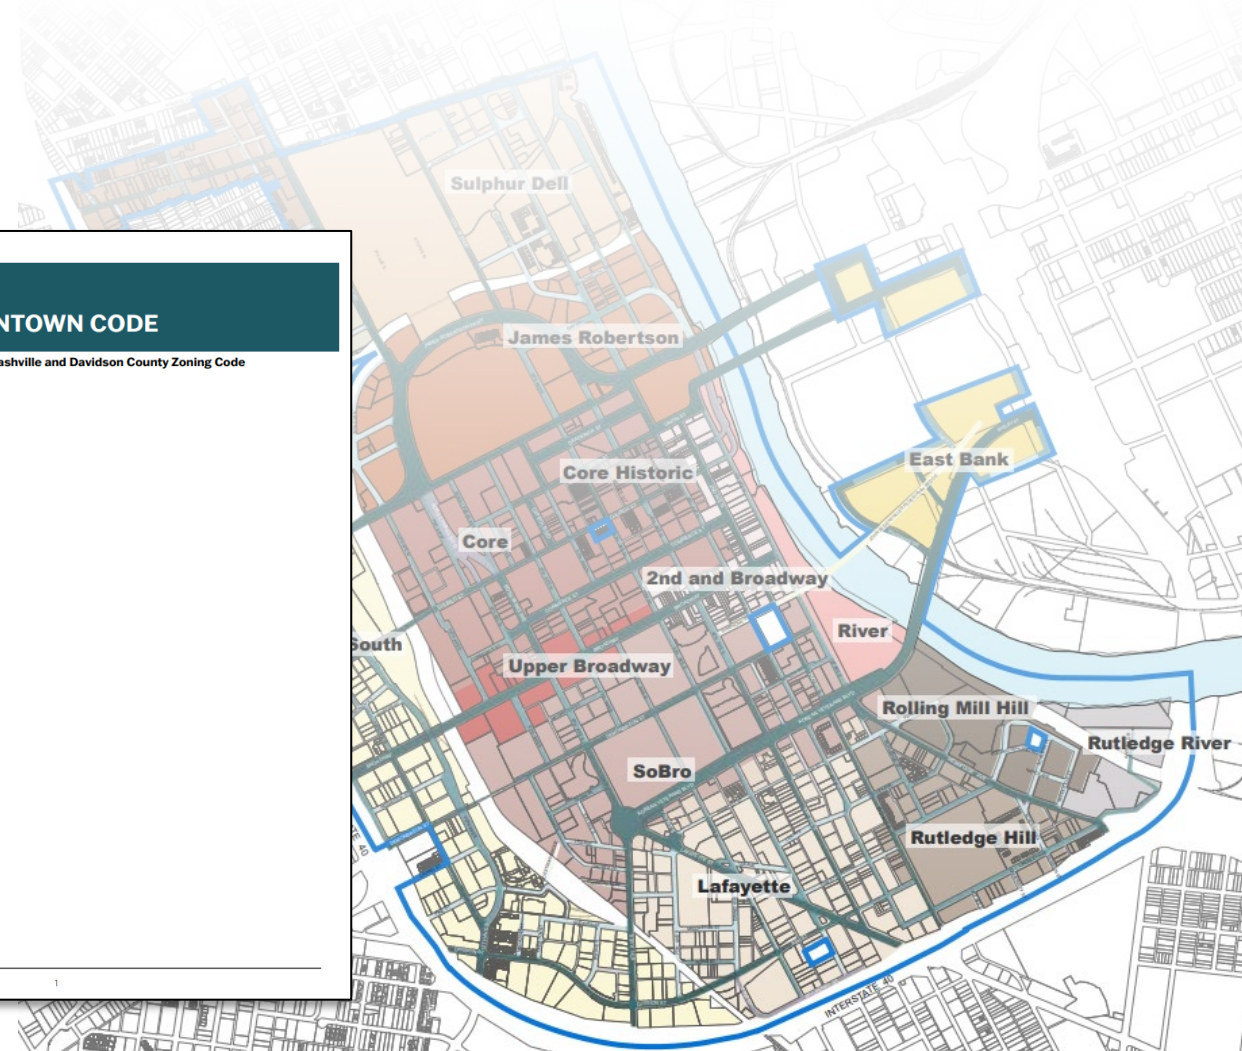 Sulphur Dell
James Robertson
NTOWN CODE
ashville and Davidson County Zoning Code
East Bank
Core Historic
Core
2nd and Broadway
River
South
Upper Broadway
Rolling Mill Hill
Rutledge River
SoBro
Rutledge Hill
Lafayette
40
INTERSTATE 40
1